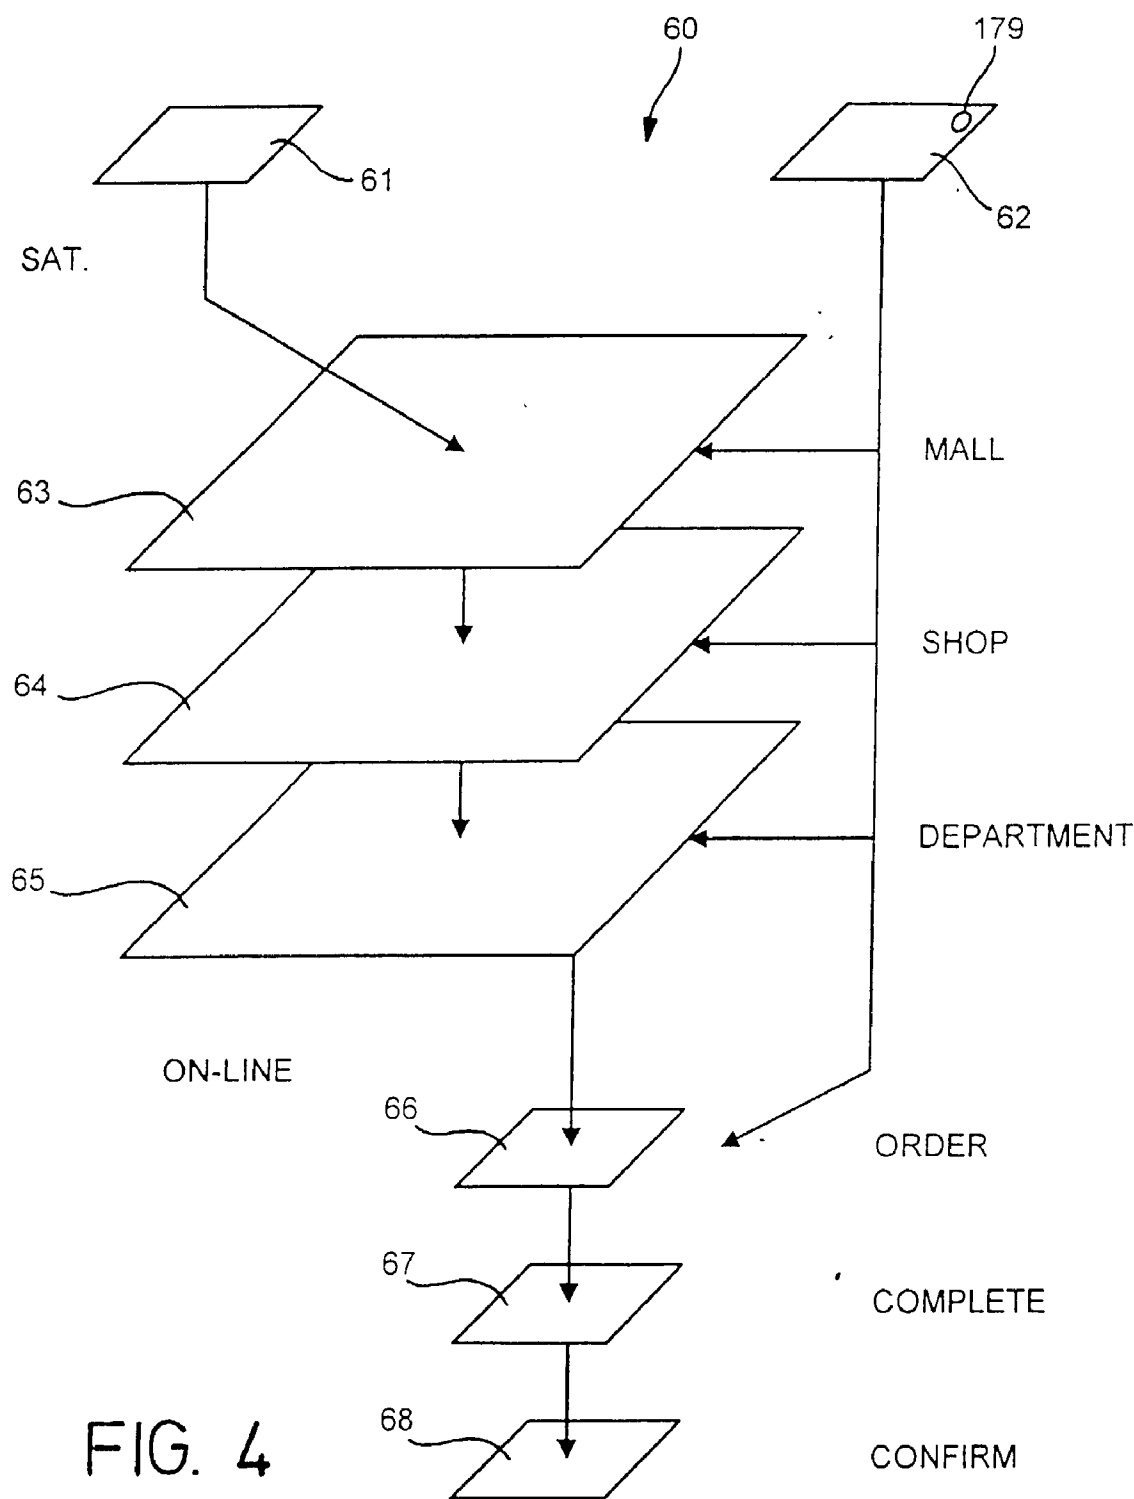 60
179
61
62
SAT.
MALL
63
SHOP
64
DEPARTMENT
65
ON-LINE
66
ORDER
67
COMPLETE
68
CONFIRM
FIG. 4